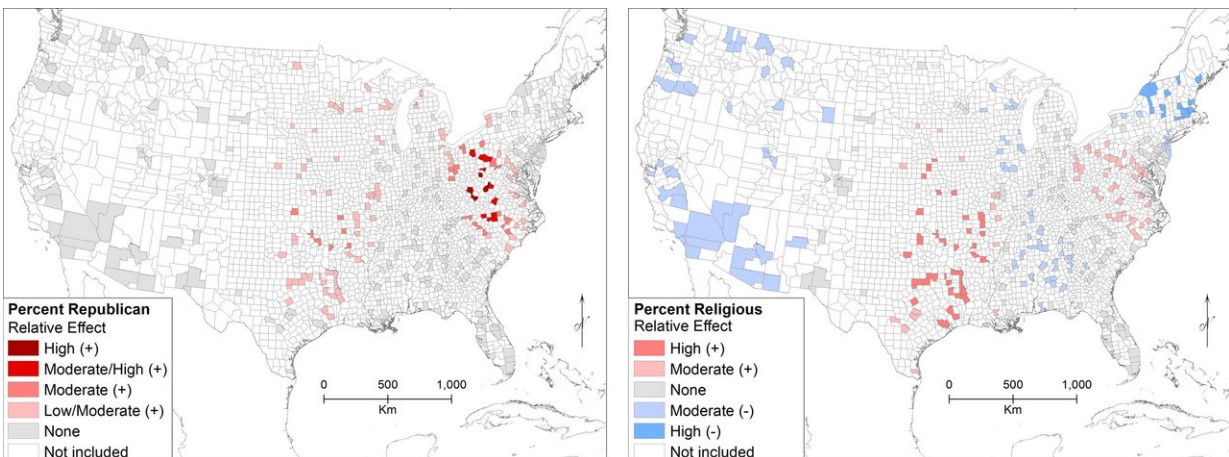 Percent Republican
Relative Effect
High (+)
Moderate/High (+)
Moderate (+)
Low/Moderate (+)
None
Not included
0 500 1,000
Km
Percent Religious
Relative Effect
High (+)
Moderate (+)
None
Moderate (-)
High (-)
Not included
0 500 1,000
Km